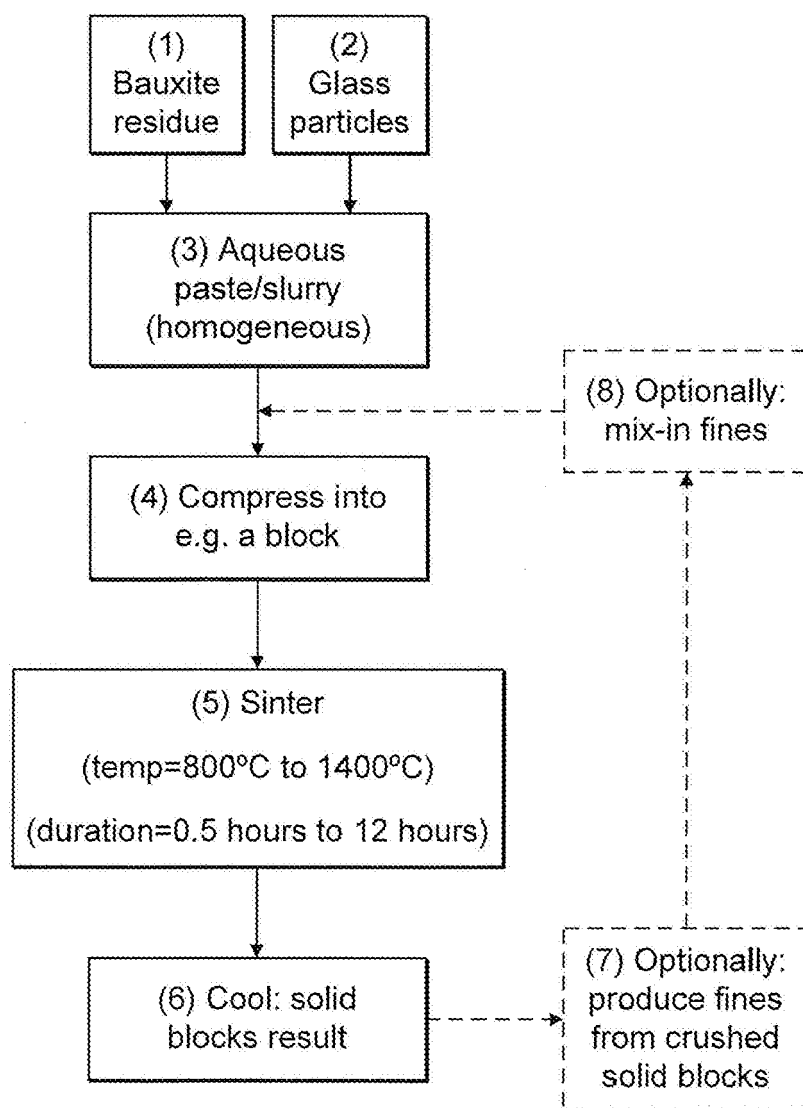 (1)
Bauxite
residue
(2)
Glass
particles
(3) Aqueous
paste/slurry
(homogeneous)
(8) Optionally:
mix-in fines
(4) Compress into
e.g. a block
(5) Sinter
(temp=800ºC to 1400ºC)
(duration=0.5 hours to 12 hours)
(6) Cool: solid
blocks result
(7) Optionally:
produce fines
from crushed
solid blocks